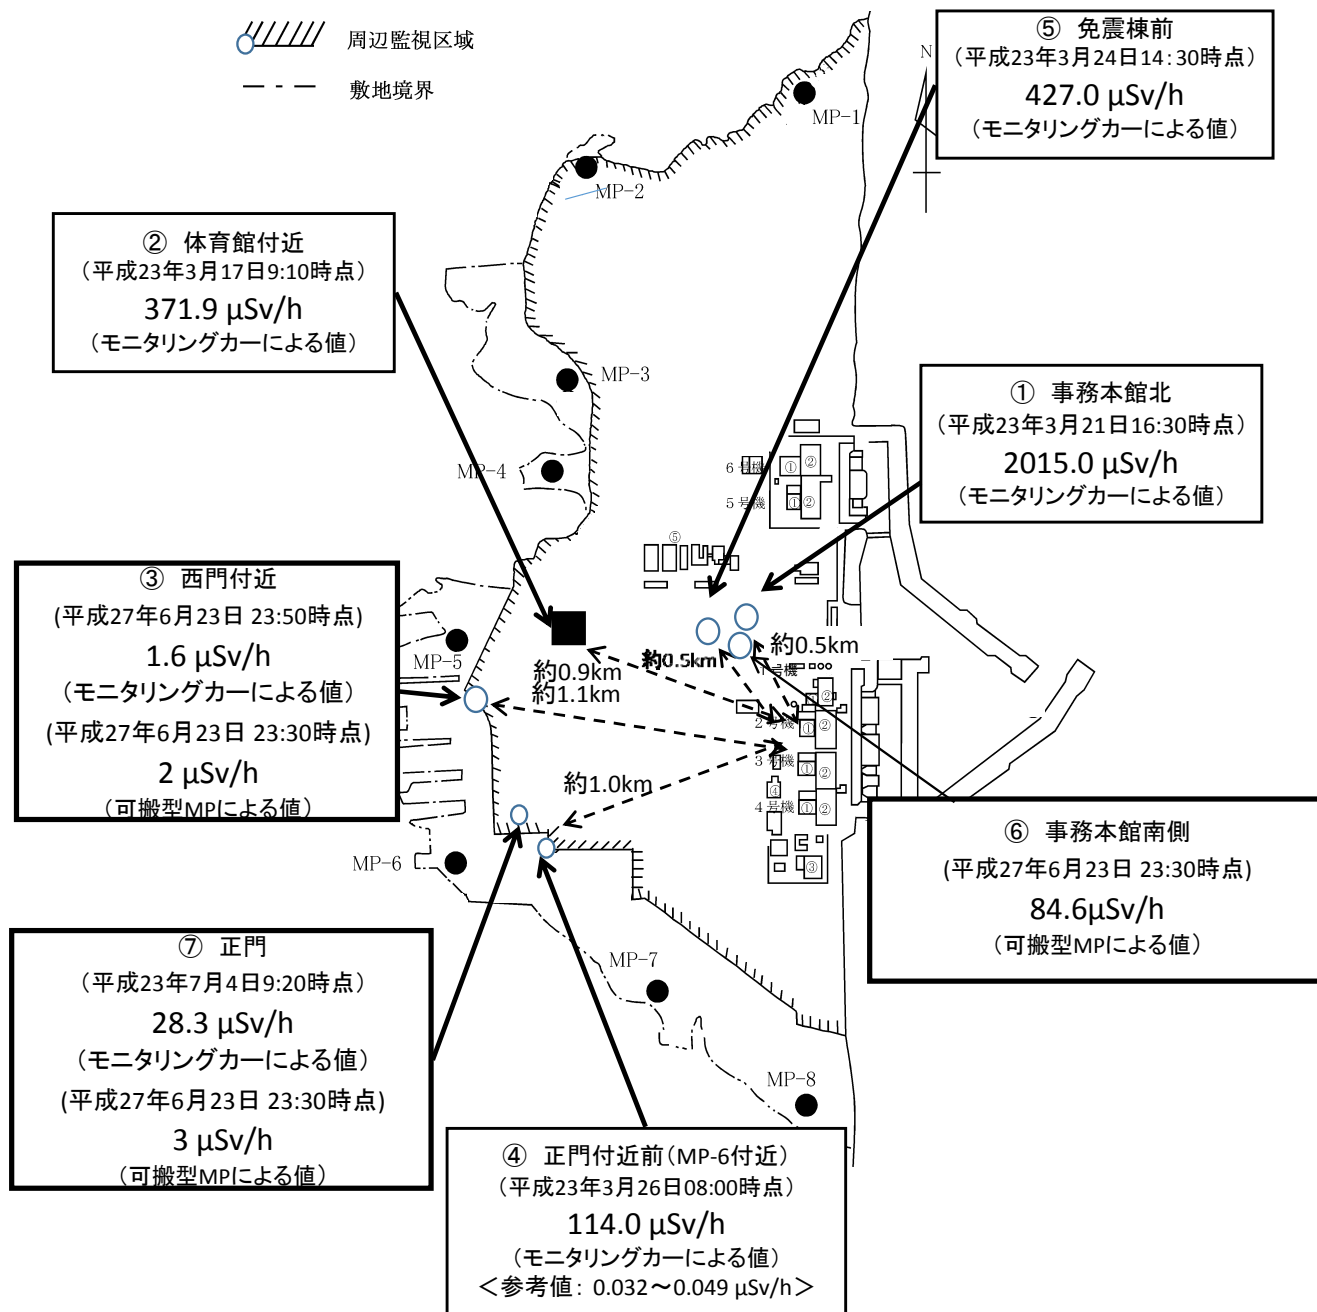 周辺監視区域
敷地境界
⑤ 免震棟前
（平成23年3月24日14:30時点）
427.0 μSv/h
（モニタリングカーによる値）
N
MP-1
MP-2
② 体育館付近
（平成23年3月17日9:10時点）
371.9 μSv/h
（モニタリングカーによる値）
MP-3
① 事務本館北
（平成23年3月21日16:30時点）
2015.0 μSv/h
（モニタリングカーによる値）
MP-4
6号機
①
②
5号機
①
②
⑤
③ 西門付近
(平成27年6月23日 23:50時点)
1.6 μSv/h
（モニタリングカーによる値）
(平成27年6月23日 23:30時点)
2 μSv/h
（可搬型MPによる値）
MP-5
約0.9km
約1.1km
約0.5km
約0.5km
1号機
②
2号機
①
②
3号機
①
②
④
4号機
①
②
③
約1.0km
MP-6
⑥ 事務本館南側
(平成27年6月23日 23:30時点)
84.6μSv/h
（可搬型MPによる値）
⑦ 正門
（平成23年7月4日9:20時点）
28.3 μSv/h
（モニタリングカーによる値）
(平成27年6月23日 23:30時点)
3 μSv/h
（可搬型MPによる値）
MP-7
MP-8
④ 正門付近前（MP-6付近）
（平成23年3月26日08:00時点）
114.0 μSv/h
（モニタリングカーによる値）
＜参考値： 0.032～0.049 μSv/h＞